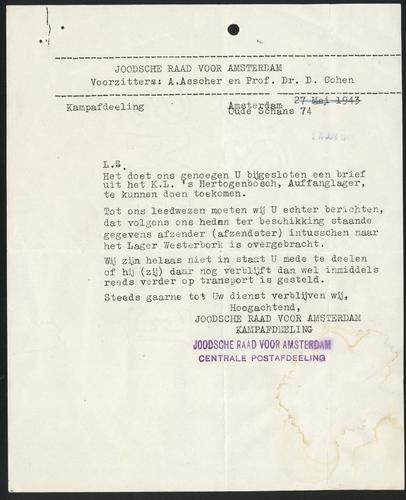 JOODSCHE RAAD VOOR AMSTERDAM
Voorzitters: A.Asscher en Prof. Dr. D. Cohen
Kampafdeeling
Amsterdam 27 Mei 1943
Oude Schans 74
L.S.
Het doet ons genoegen U bijgesloten een brief
uit het K.L. 's Hertogenbosch, Auffanglager,
te kunnen doen toekomen.
Tot ons leedwezen moeten wij U echter berichten,
dat volgens ons heden ter beschikking staande
gegevens afzender (afzendster) intusschen naar
het Lager Westerbork is overgebracht.
Wij zijn helaas niet in staat U mede te deelen
of hij (zij) daar nog verblijft dan wel inmiddels
reeds verder op transport is gesteld.
Steeds gaarne tot Uw dienst verblijven wij,
Hoogachtend,
JOODSCHE RAAD VOOR AMSTERDAM
KAMPAFDEELING
JOODSCHE RAAD VOOR AMSTERDAM
CENTRALE POSTAFDEELING